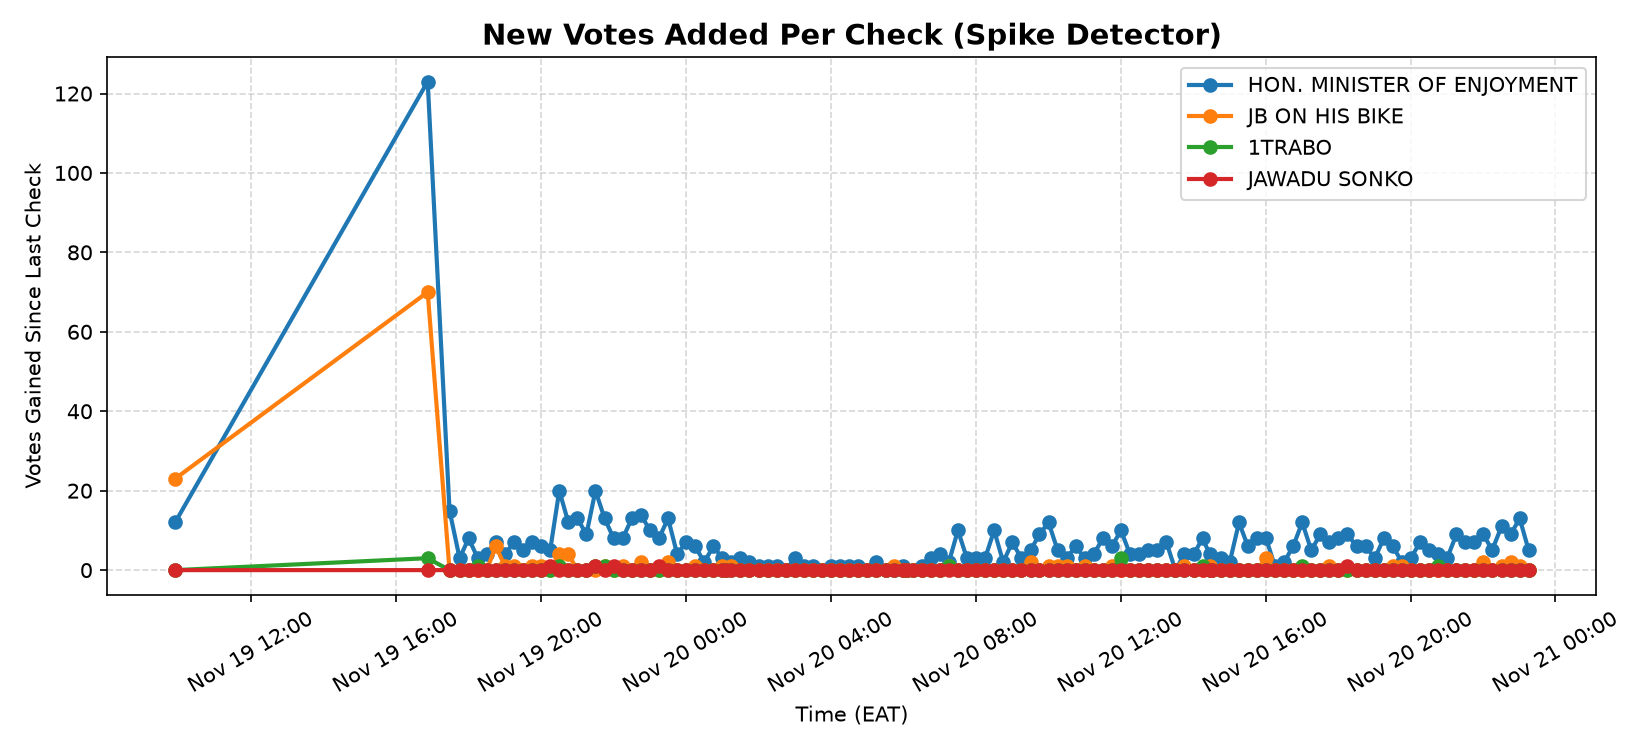 New Votes Added Per Check (Spike Detector)
HON. MINISTER OF ENJOYMENT
JB ON HIS BIKE
1TRABO
JAWADU SONKO
Votes Gained Since Last Check
120
100
80
60
40
20
0
Nov 19 12:00
Nov 19 16:00
Nov 19 20:00
Nov 20 00:00
Nov 20 04:00
Nov 20 08:00
Nov 20 12:00
Nov 20 16:00
Nov 20 20:00
Nov 21 00:00
Time (EAT)